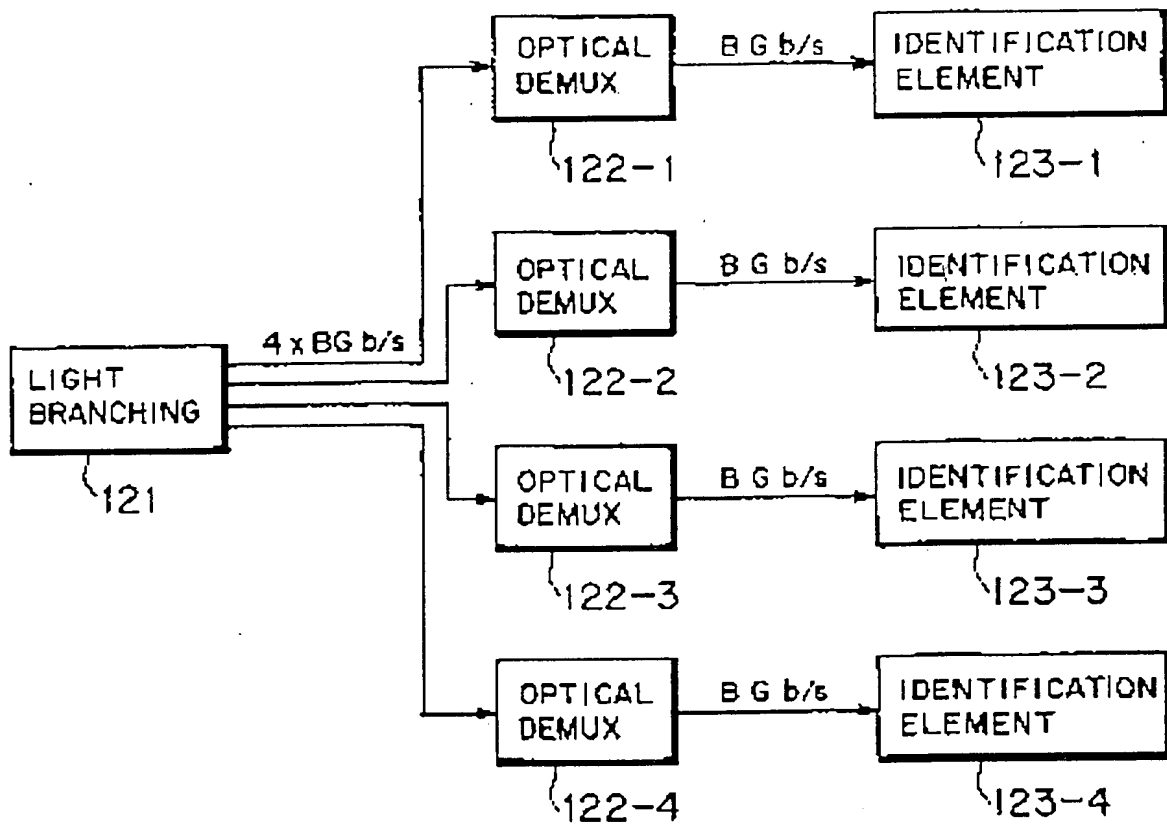 OPTICAL
DEMUX
122-1
B G b/s
IDENTIFICATION
ELEMENT
123-1
OPTICAL
DEMUX
122-2
B G b/s
IDENTIFICATION
ELEMENT
123-2
4 x BG b/s
LIGHT
BRANCHING
121
OPTICAL
DEMUX
122-3
B G b/s
IDENTIFICATION
ELEMENT
123-3
OPTICAL
DEMUX
122-4
B G b/s
IDENTIFICATION
ELEMENT
123-4